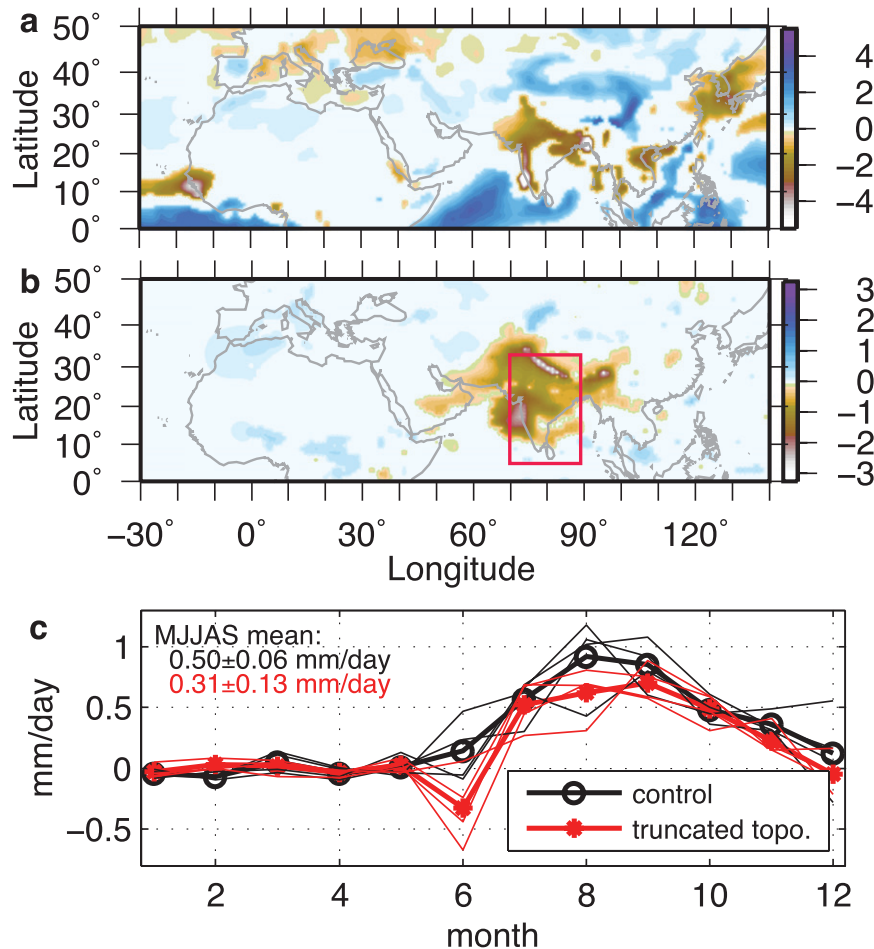 a
50°
40°
30°
20°
10°
0°
Latitude
4
2
0
−2
−4
b
50°
40°
30°
20°
10°
0°
Latitude
3
2
1
0
−1
−2
−3
−30° 0° 30° 60° 90° 120°
Longitude
c
MJJAS mean:
0.50±0.06 mm/day
0.31±0.13 mm/day
1
0.5
0
−0.5
mm/day
control
truncated topo.
2 4 6 8 10 12
month